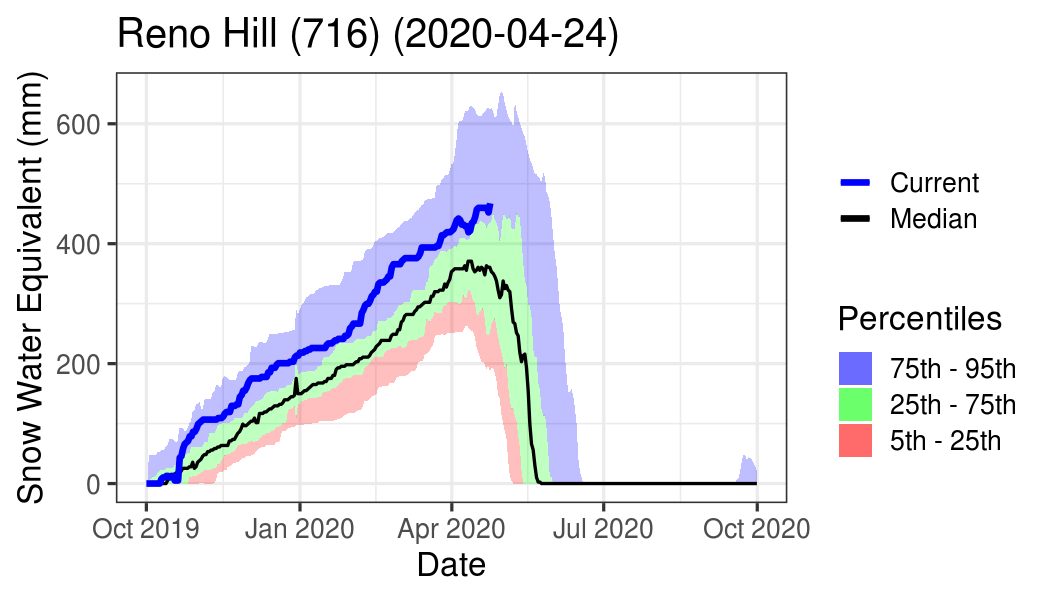 Reno Hill (716) (2020-04-24)
Snow Water Equivalent (mm)
600
400
200
0
Oct 2019
Jan 2020
Apr 2020
Jul 2020
Oct 2020
Date
Current
Median
Percentiles
75th - 95th
25th - 75th
5th - 25th